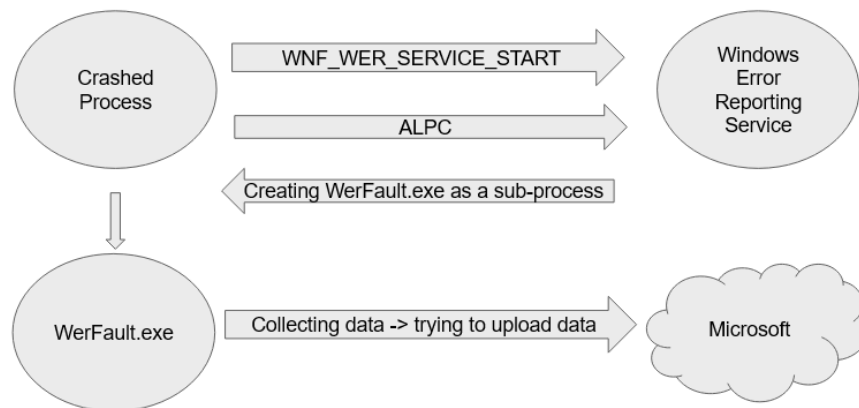 WNF_WER_SERVICE_START
Crashed
Process
Windows
Error
Reporting
Service
ALPC
Creating WerFault.exe as a sub-process
WerFault.exe
Collecting data -> trying to upload data
Microsoft